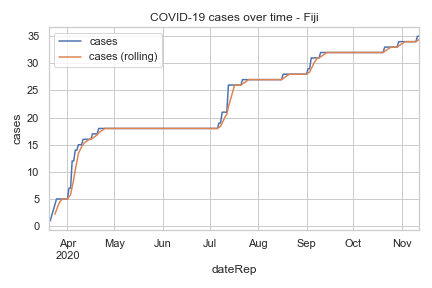 COVID-19 cases over time - Fiji
cases
cases (rolling)
cases
35
30
25
20
15
10
5
0
Apr May Jun Jul Aug Sep Oct Nov
2020
dateRep